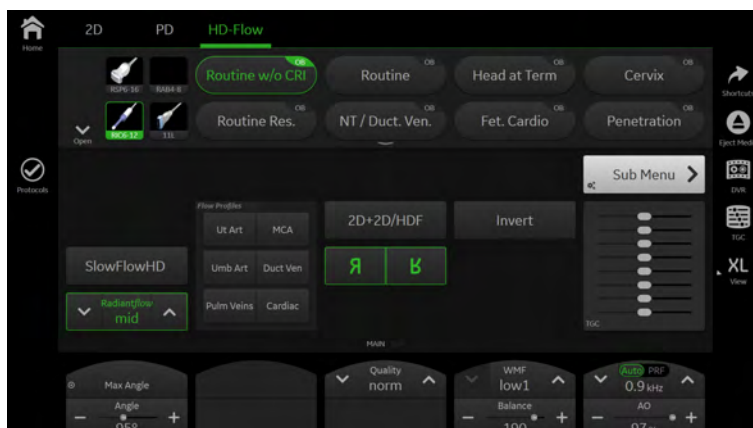 2D PD HD-Flow
Home
OB OB OB OB
Routine w/o CRI Routine Head at Term Cervix
RSP6-16 RAB4-8
Shortcuts
OB OB OB OB
Routine Res. NT / Duct. Ven. Fet. Cardio Penetration
Open RIC6-12 11L
Eject Media
Protocols
Sub Menu
DVR
Flow Profiles
Ut Art MCA
2D+2D/HDF Invert
TGC
SlowFlowHD
Umb Art Duct Ven
XL
View
Radiantflow
mid
Pulm Veins Cardiac
TGC
MAIN
Max Angle
Quality
norm
WMF
low1
Auto PRF
0.9 kHz
Angle
Balance
AO